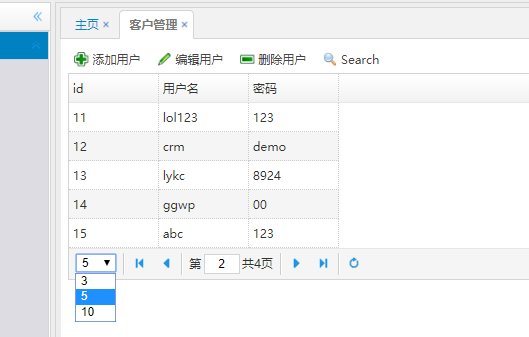 主页 客户管理
添加用户 编辑用户 删除用户 Search
id 用户名 密码
11 lol123 123
12 crm demo
13 lykc 8924
14 ggwp 00
15 abc 123
5 第 2 共4页
3
5
10